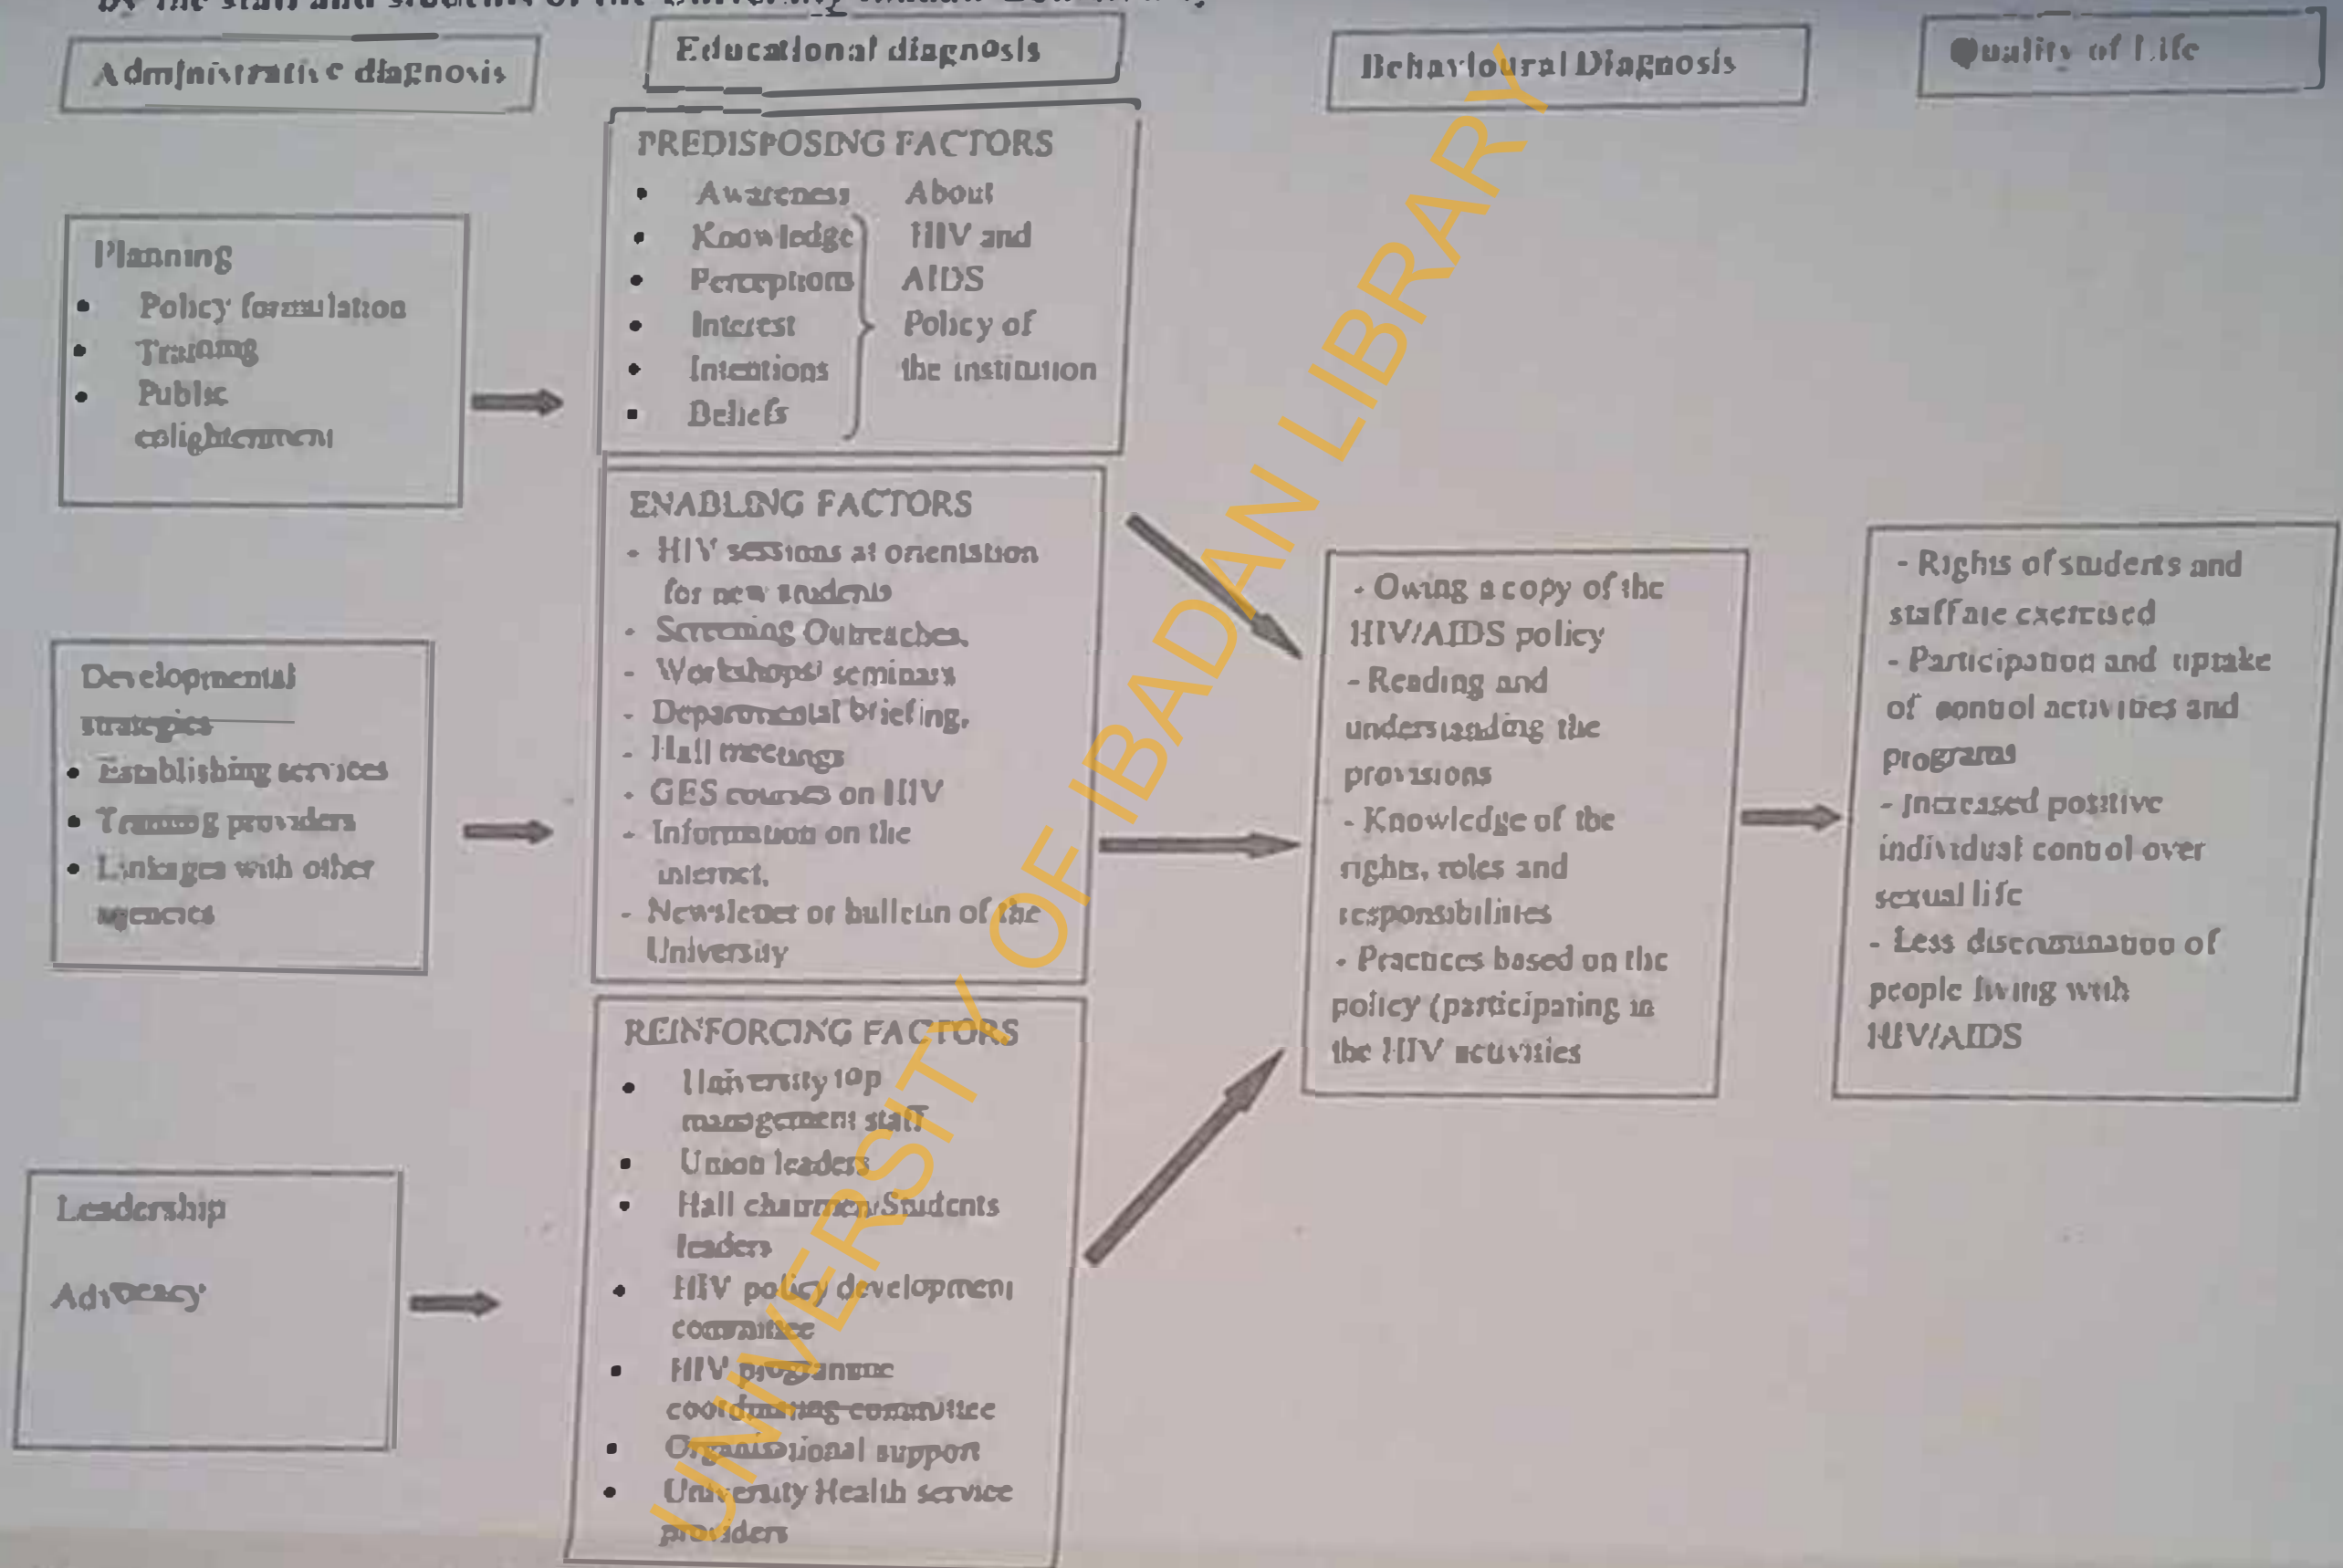 by the staff and students of the University
Administrative diagnosis
Educational diagnosis
Behavioural Diagnosis
Quality of Life
Planning
• Policy formulation
• Training
• Public
enlightenment
Developmental
strategies
• Establishing services
• Training providers
• Linkages with other
agencies
Leadership
Advocacy
PREDISPOSING FACTORS
• Awareness About
• Knowledge HIV and
• Perceptions AIDS
• Interest Policy of
• Intentions the institution
▪ Beliefs
ENABLING FACTORS
- HIV sessions at orientation
for new students
- Screening Outreaches,
- Workshops/ seminars
- Departmental briefing,
- Hall meetings
- GES courses on HIV
- Information on the
internet,
- Newsletter or bulletin of the
University
REINFORCING FACTORS
• University top
management staff
• Union leaders
• Hall chairmen/Students
leaders
• HIV policy development
committee
• HIV programme
coordinating committee
• Organisational support
• University Health service
providers
- Owing a copy of the
HIV/AIDS policy
- Reading and
understanding the
provisions
- Knowledge of the
rights, roles and
responsibilities
- Practices based on the
policy (participating in
the HIV activities
- Rights of students and
staff are exercised
- Participation and uptake
of control activities and
programs
- Increased positive
individual control over
sexual life
- Less discrimination of
people living with
HIV/AIDS
UNIVERSITY OF IBADAN LIBRARY